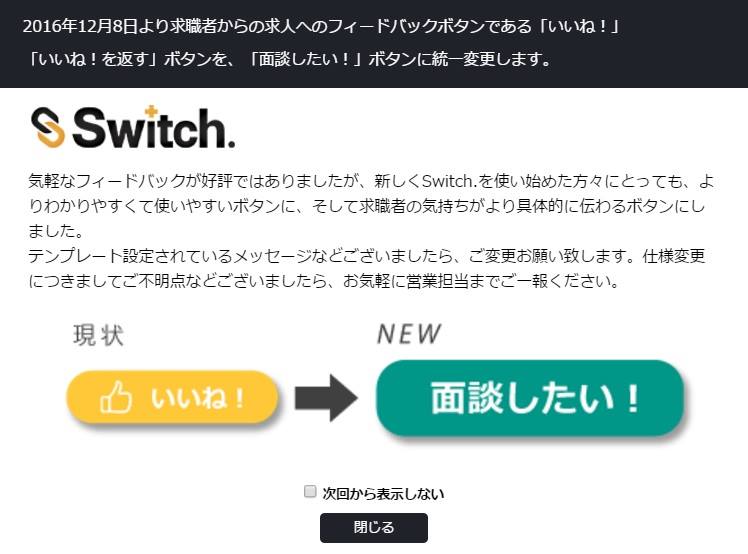 2016年12月8日より求職者からの求人へのフィードバックボタンである「いいね！」
「いいね！を返す」ボタンを、「面談したい！」ボタンに統一変更します。
Switch.
気軽なフィードバックが好評ではありましたが、新しくSwitch.を使い始めた方々にとっても、よ
りわかりやすくて使いやすいボタンに、そして求職者の気持ちがより具体的に伝わるボタンにし
ました。
テンプレート設定されているメッセージなどございましたら、ご変更お願い致します。仕様変更
につきましてご不明点などございましたら、お気軽に営業担当までご一報ください。
現状
NEW
いいね！
面談したい！
次回から表示しない
閉じる